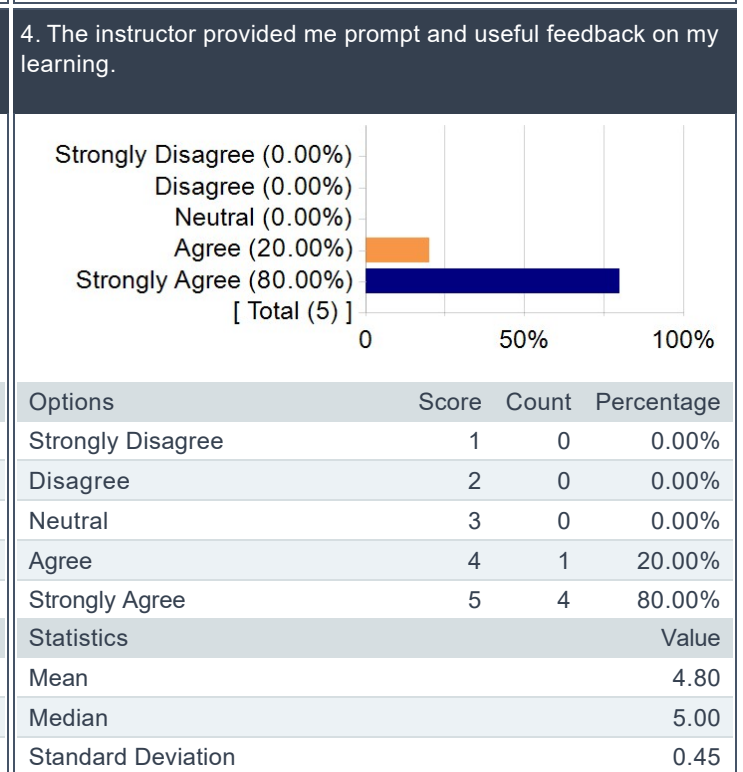 4. The instructor provided me prompt and useful feedback on my
learning.
Strongly Disagree (0.00%)
Disagree (0.00%)
Neutral (0.00%)
Agree (20.00%)
Strongly Agree (80.00%)
[ Total (5) ]
0 50% 100%
Options Score Count Percentage
Strongly Disagree 1 0 0.00%
Disagree 2 0 0.00%
Neutral 3 0 0.00%
Agree 4 1 20.00%
Strongly Agree 5 4 80.00%
Statistics Value
Mean 4.80
Median 5.00
Standard Deviation 0.45